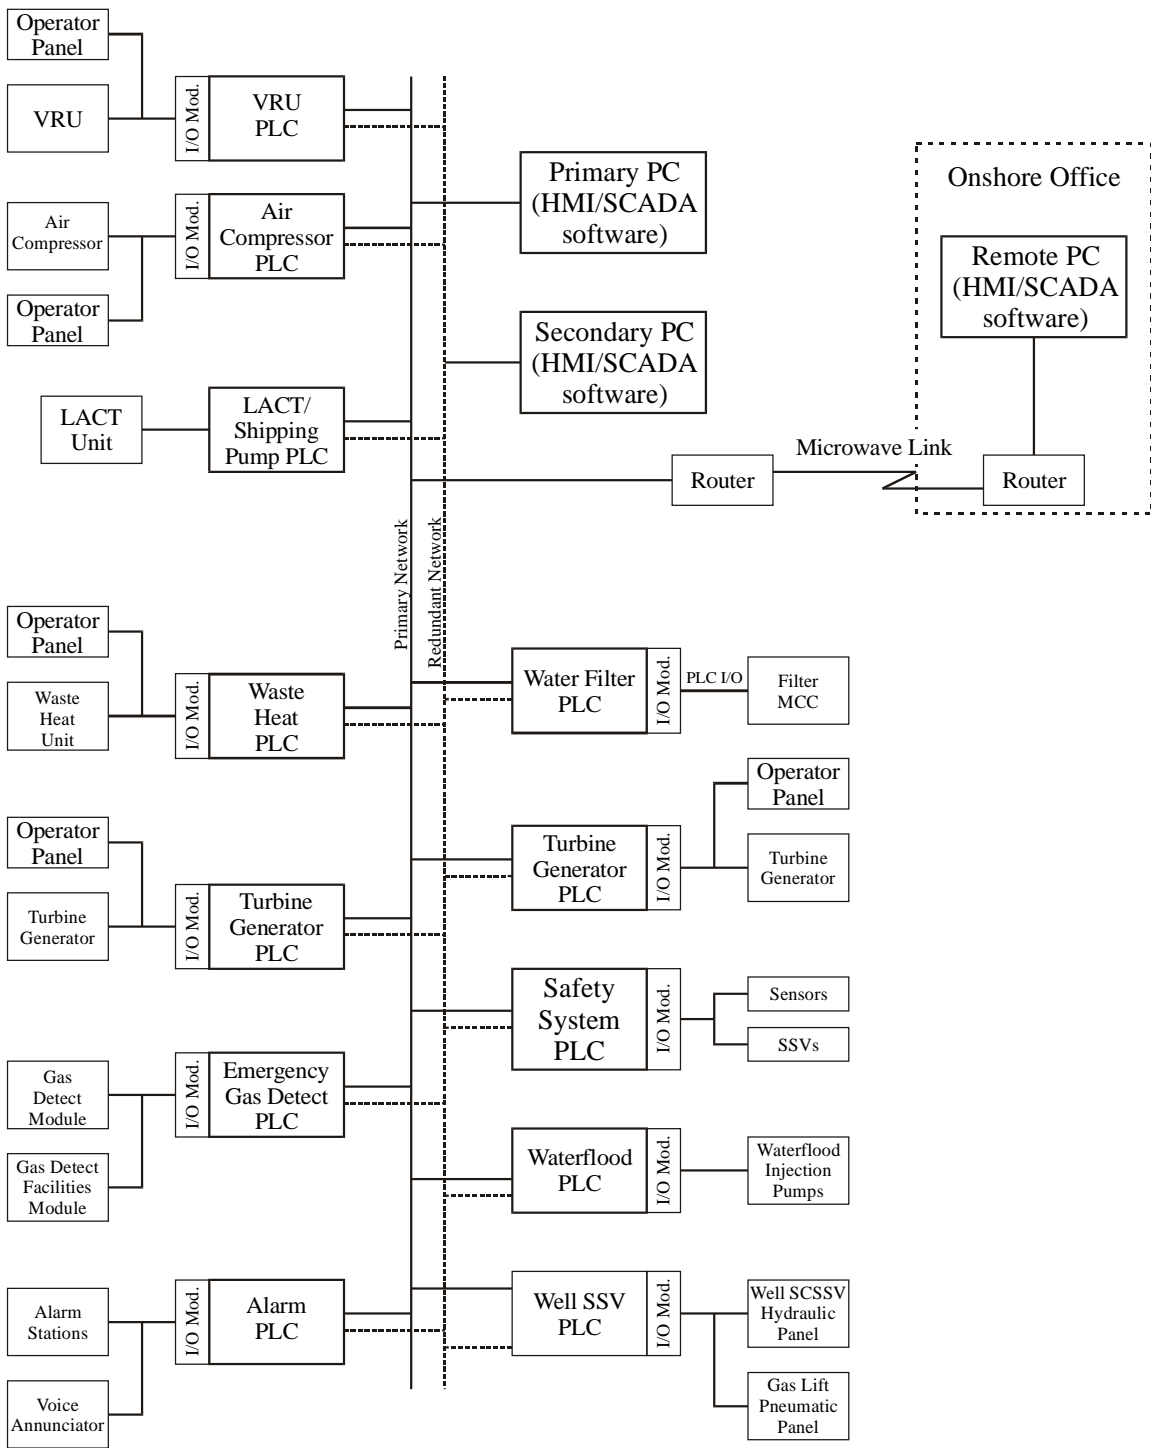 Operator
Panel
VRU
I/O Mod.
VRU
PLC
Air
Compressor
Operator
Panel
I/O Mod.
Air
Compressor
PLC
LACT
Unit
LACT/
Shipping
Pump PLC
Primary PC
(HMI/SCADA
software)
Secondary PC
(HMI/SCADA
software)
Onshore Office
Remote PC
(HMI/SCADA
software)
Microwave Link
Router
Router
Primary Network
Redundant Network
Operator
Panel
Waste
Heat
Unit
I/O Mod.
Waste
Heat
PLC
Water Filter
PLC
I/O Mod.
PLC I/O
Filter
MCC
Operator
Panel
Turbine
Generator
PLC
I/O Mod.
Turbine
Generator
Operator
Panel
Turbine
Generator
I/O Mod.
Turbine
Generator
PLC
Safety
System
PLC
I/O Mod.
Sensors
SSVs
Gas
Detect
Module
Gas Detect
Facilities
Module
I/O Mod.
Emergency
Gas Detect
PLC
Waterflood
PLC
I/O Mod.
Waterflood
Injection
Pumps
Alarm
Stations
Voice
Annunciator
I/O Mod.
Alarm
PLC
Well SSV
PLC
I/O Mod.
Well SCSSV
Hydraulic
Panel
Gas Lift
Pneumatic
Panel